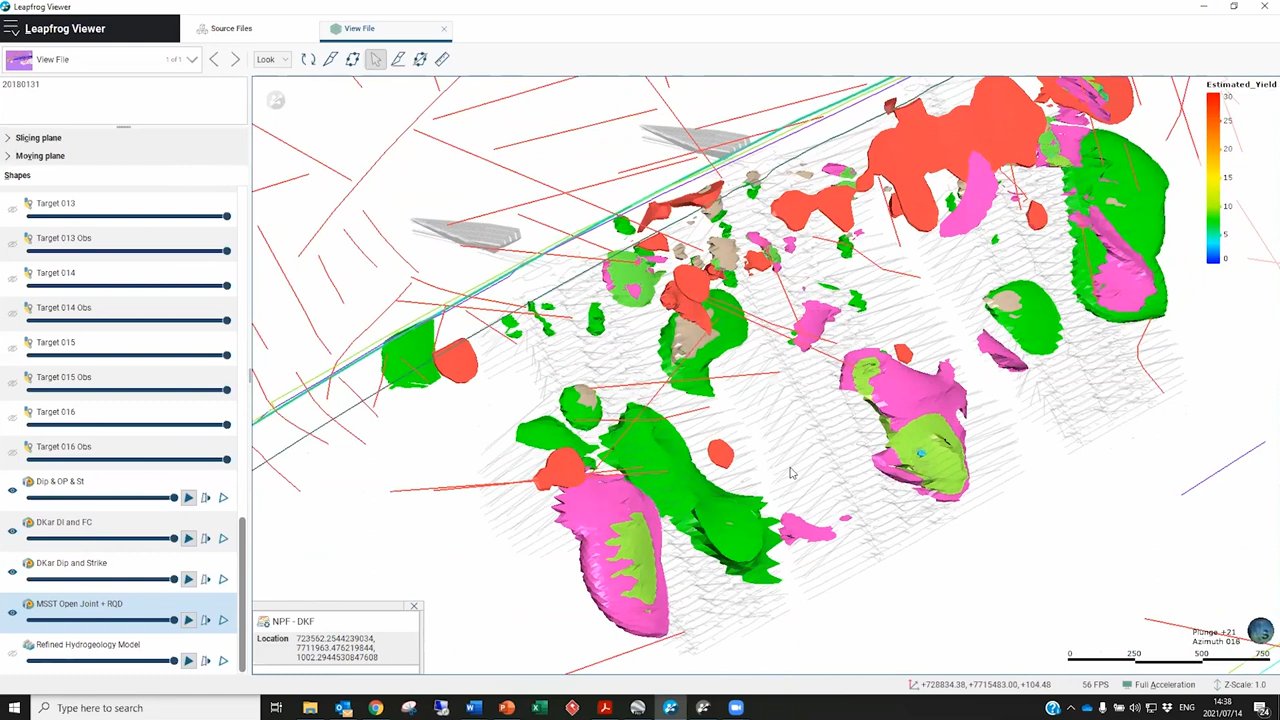 Leapfrog Viewer
Leapfrog Viewer
Source Files
View File
View File
1 of 1
Look
20180131
Slicing plane
Moving plane
Shapes
Target 013
Target 013 Obs
Target 014
Target 014 Obs
Target 015
Target 015 Obs
Target 016
Target 016 Obs
Dip & OP & St
DKar DI and FC
DKar Dip and Strike
MSST Open Joint + RQD
Refined Hydrogeology Model
Estimated_Yield
30
25
20
15
10
5
0
NPF - DKF
Location
723562.2544239034,
7711963.476219844,
1002.2944530847608
Plunge +21
Azimuth 016
0 250 500 750
+728834.38, +7715483.00, +104.48
56 FPS
Full Acceleration
Z-Scale: 1.0
Type here to search
ENG
14:38
2021/07/14
24